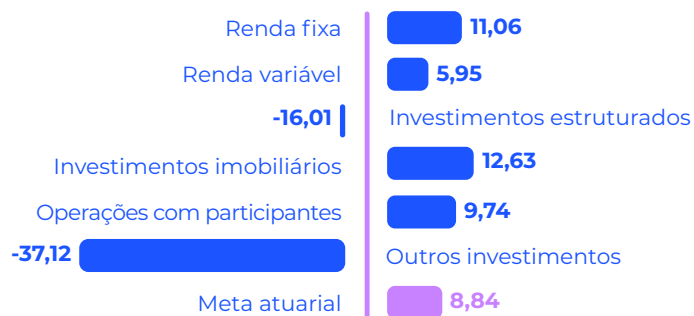 Renda fixa 11,06
Renda variável 5,95
-16,01 Investimentos estruturados
Investimentos imobiliários 12,63
Operações com participantes 9,74
-37,12 Outros investimentos
Meta atuarial 8,84